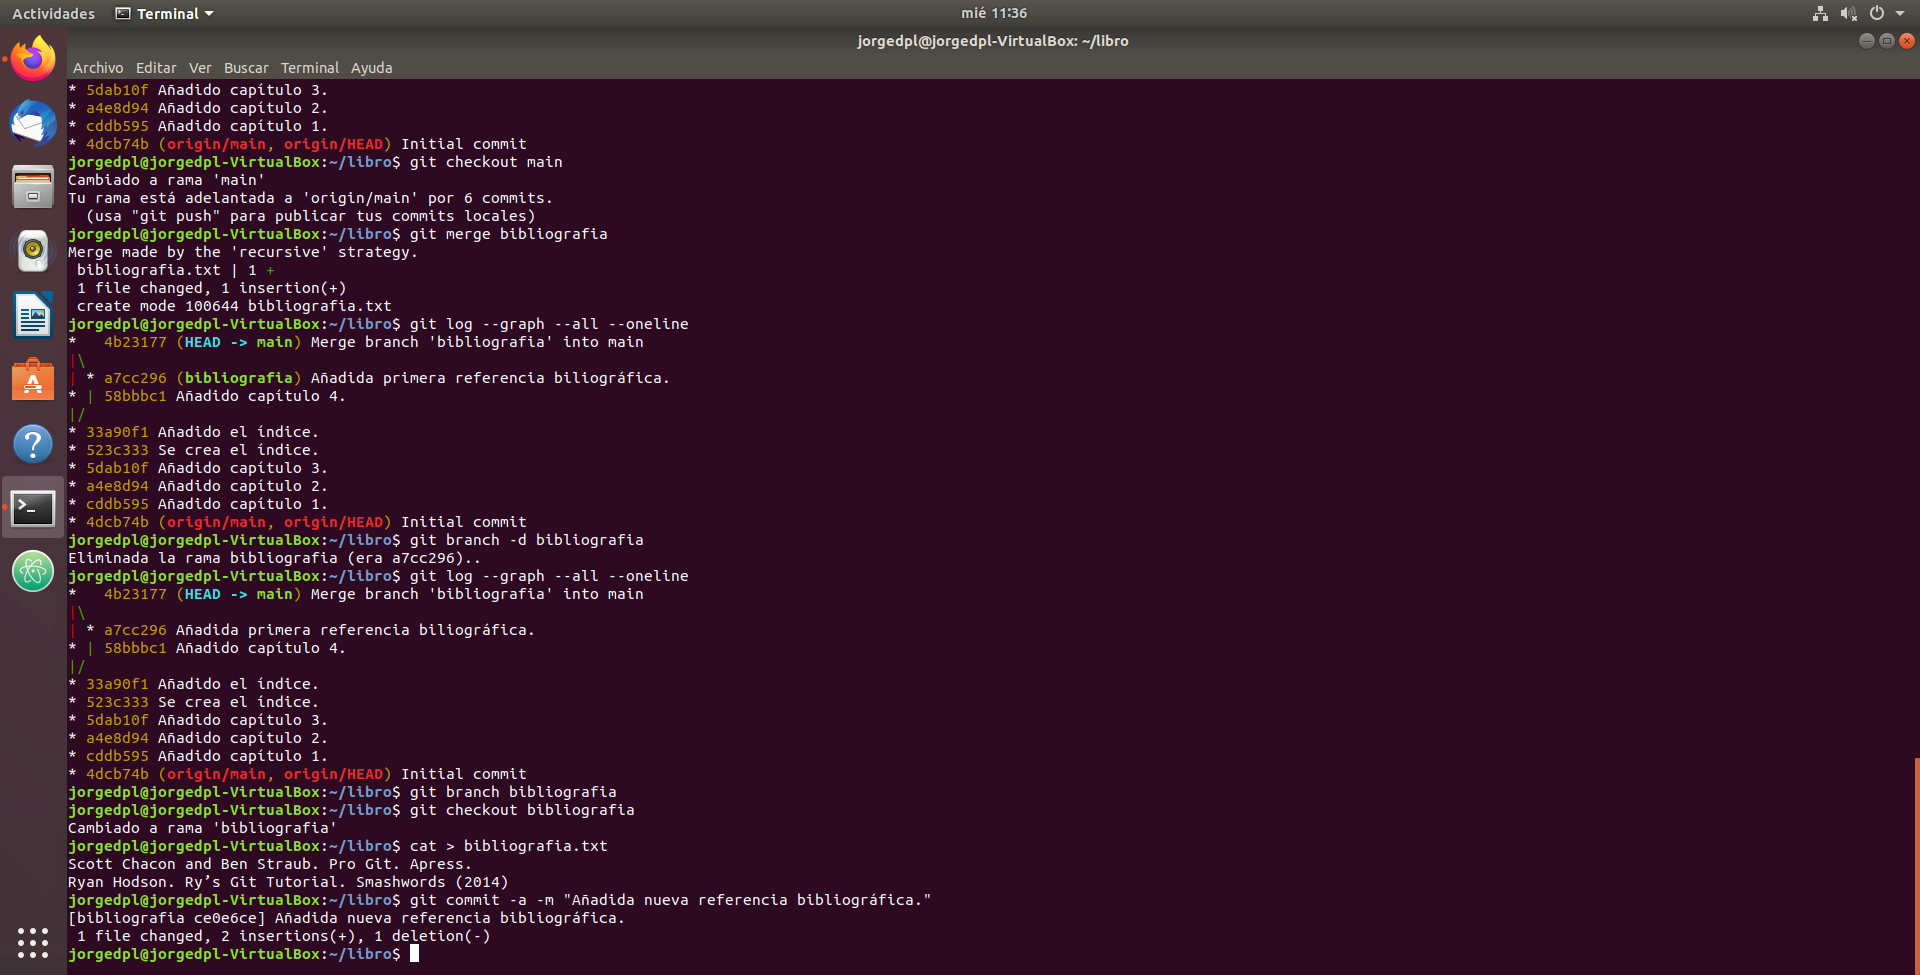 Actividades Terminal mié 11:36
jorgedpl@jorgedpl-VirtualBox: ~/libro
Archivo Editar Ver Buscar Terminal Ayuda
* 5dab10f Añadido capítulo 3.
* a4e8d94 Añadido capítulo 2.
* cddb595 Añadido capítulo 1.
* 4dcb74b (origin/main, origin/HEAD) Initial commit
jorgedpl@jorgedpl-VirtualBox:~/libro$ git checkout main
Cambiado a rama 'main'
Tu rama está adelantada a 'origin/main' por 6 commits.
  (usa "git push" para publicar tus commits locales)
jorgedpl@jorgedpl-VirtualBox:~/libro$ git merge bibliografia
Merge made by the 'recursive' strategy.
 bibliografia.txt | 1 +
 1 file changed, 1 insertion(+)
 create mode 100644 bibliografia.txt
jorgedpl@jorgedpl-VirtualBox:~/libro$ git log --graph --all --oneline
*   4b23177 (HEAD -> main) Merge branch 'bibliografia' into main
|\
| * a7cc296 (bibliografia) Añadida primera referencia biliográfica.
* | 58bbbc1 Añadido capítulo 4.
|/
* 33a90f1 Añadido el índice.
* 523c333 Se crea el índice.
* 5dab10f Añadido capítulo 3.
* a4e8d94 Añadido capítulo 2.
* cddb595 Añadido capítulo 1.
* 4dcb74b (origin/main, origin/HEAD) Initial commit
jorgedpl@jorgedpl-VirtualBox:~/libro$ git branch -d bibliografia
Eliminada la rama bibliografia (era a7cc296)..
jorgedpl@jorgedpl-VirtualBox:~/libro$ git log --graph --all --oneline
*   4b23177 (HEAD -> main) Merge branch 'bibliografia' into main
|\
| * a7cc296 Añadida primera referencia biliográfica.
* | 58bbbc1 Añadido capítulo 4.
|/
* 33a90f1 Añadido el índice.
* 523c333 Se crea el índice.
* 5dab10f Añadido capítulo 3.
* a4e8d94 Añadido capítulo 2.
* cddb595 Añadido capítulo 1.
* 4dcb74b (origin/main, origin/HEAD) Initial commit
jorgedpl@jorgedpl-VirtualBox:~/libro$ git branch bibliografia
jorgedpl@jorgedpl-VirtualBox:~/libro$ git checkout bibliografia
Cambiado a rama 'bibliografia'
jorgedpl@jorgedpl-VirtualBox:~/libro$ cat > bibliografia.txt
Scott Chacon and Ben Straub. Pro Git. Apress.
Ryan Hodson. Ry’s Git Tutorial. Smashwords (2014)
jorgedpl@jorgedpl-VirtualBox:~/libro$ git commit -a -m "Añadida nueva referencia bibliográfica."
[bibliografia ce0e6ce] Añadida nueva referencia bibliográfica.
 1 file changed, 2 insertions(+), 1 deletion(-)
jorgedpl@jorgedpl-VirtualBox:~/libro$